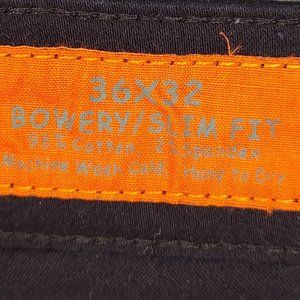 36X32
BOWERY/SLIM FIT
98% Cotton, 2% Spandex
Machine Wash Cold, Hang to Dry